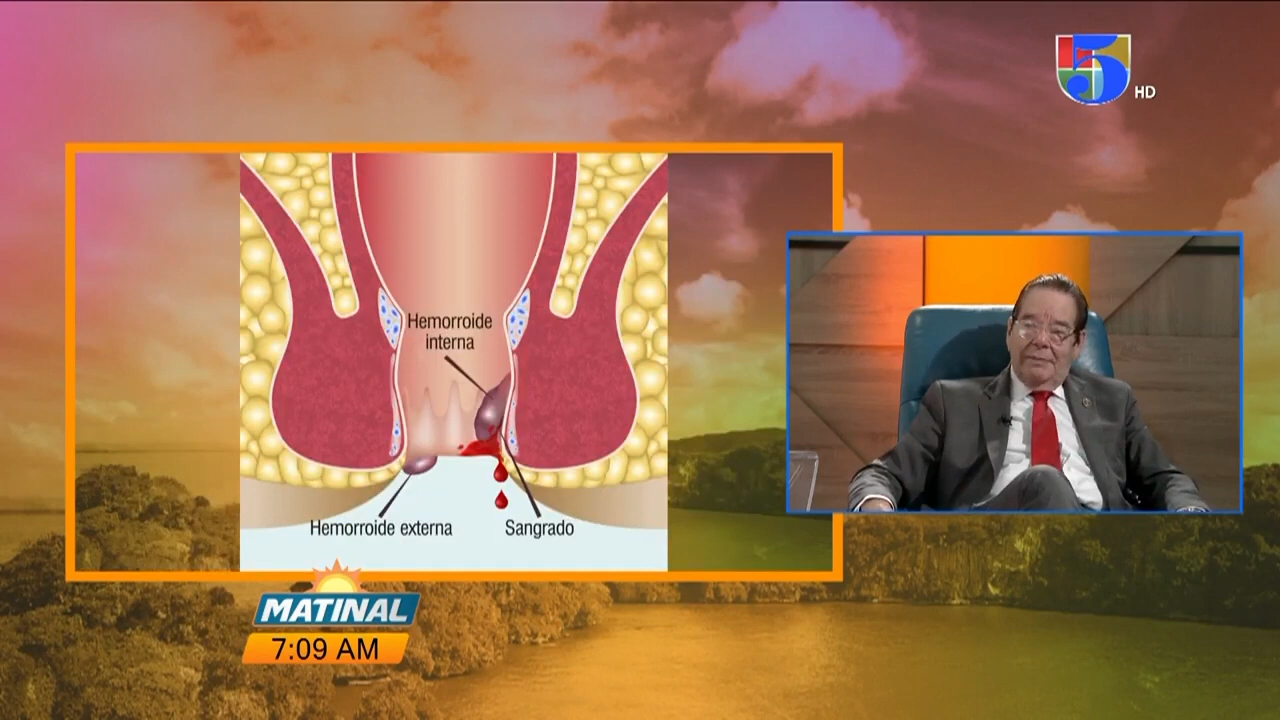 5
HD
Hemorroide
interna
Hemorroide externa
Sangrado
MATINAL
7:09 AM